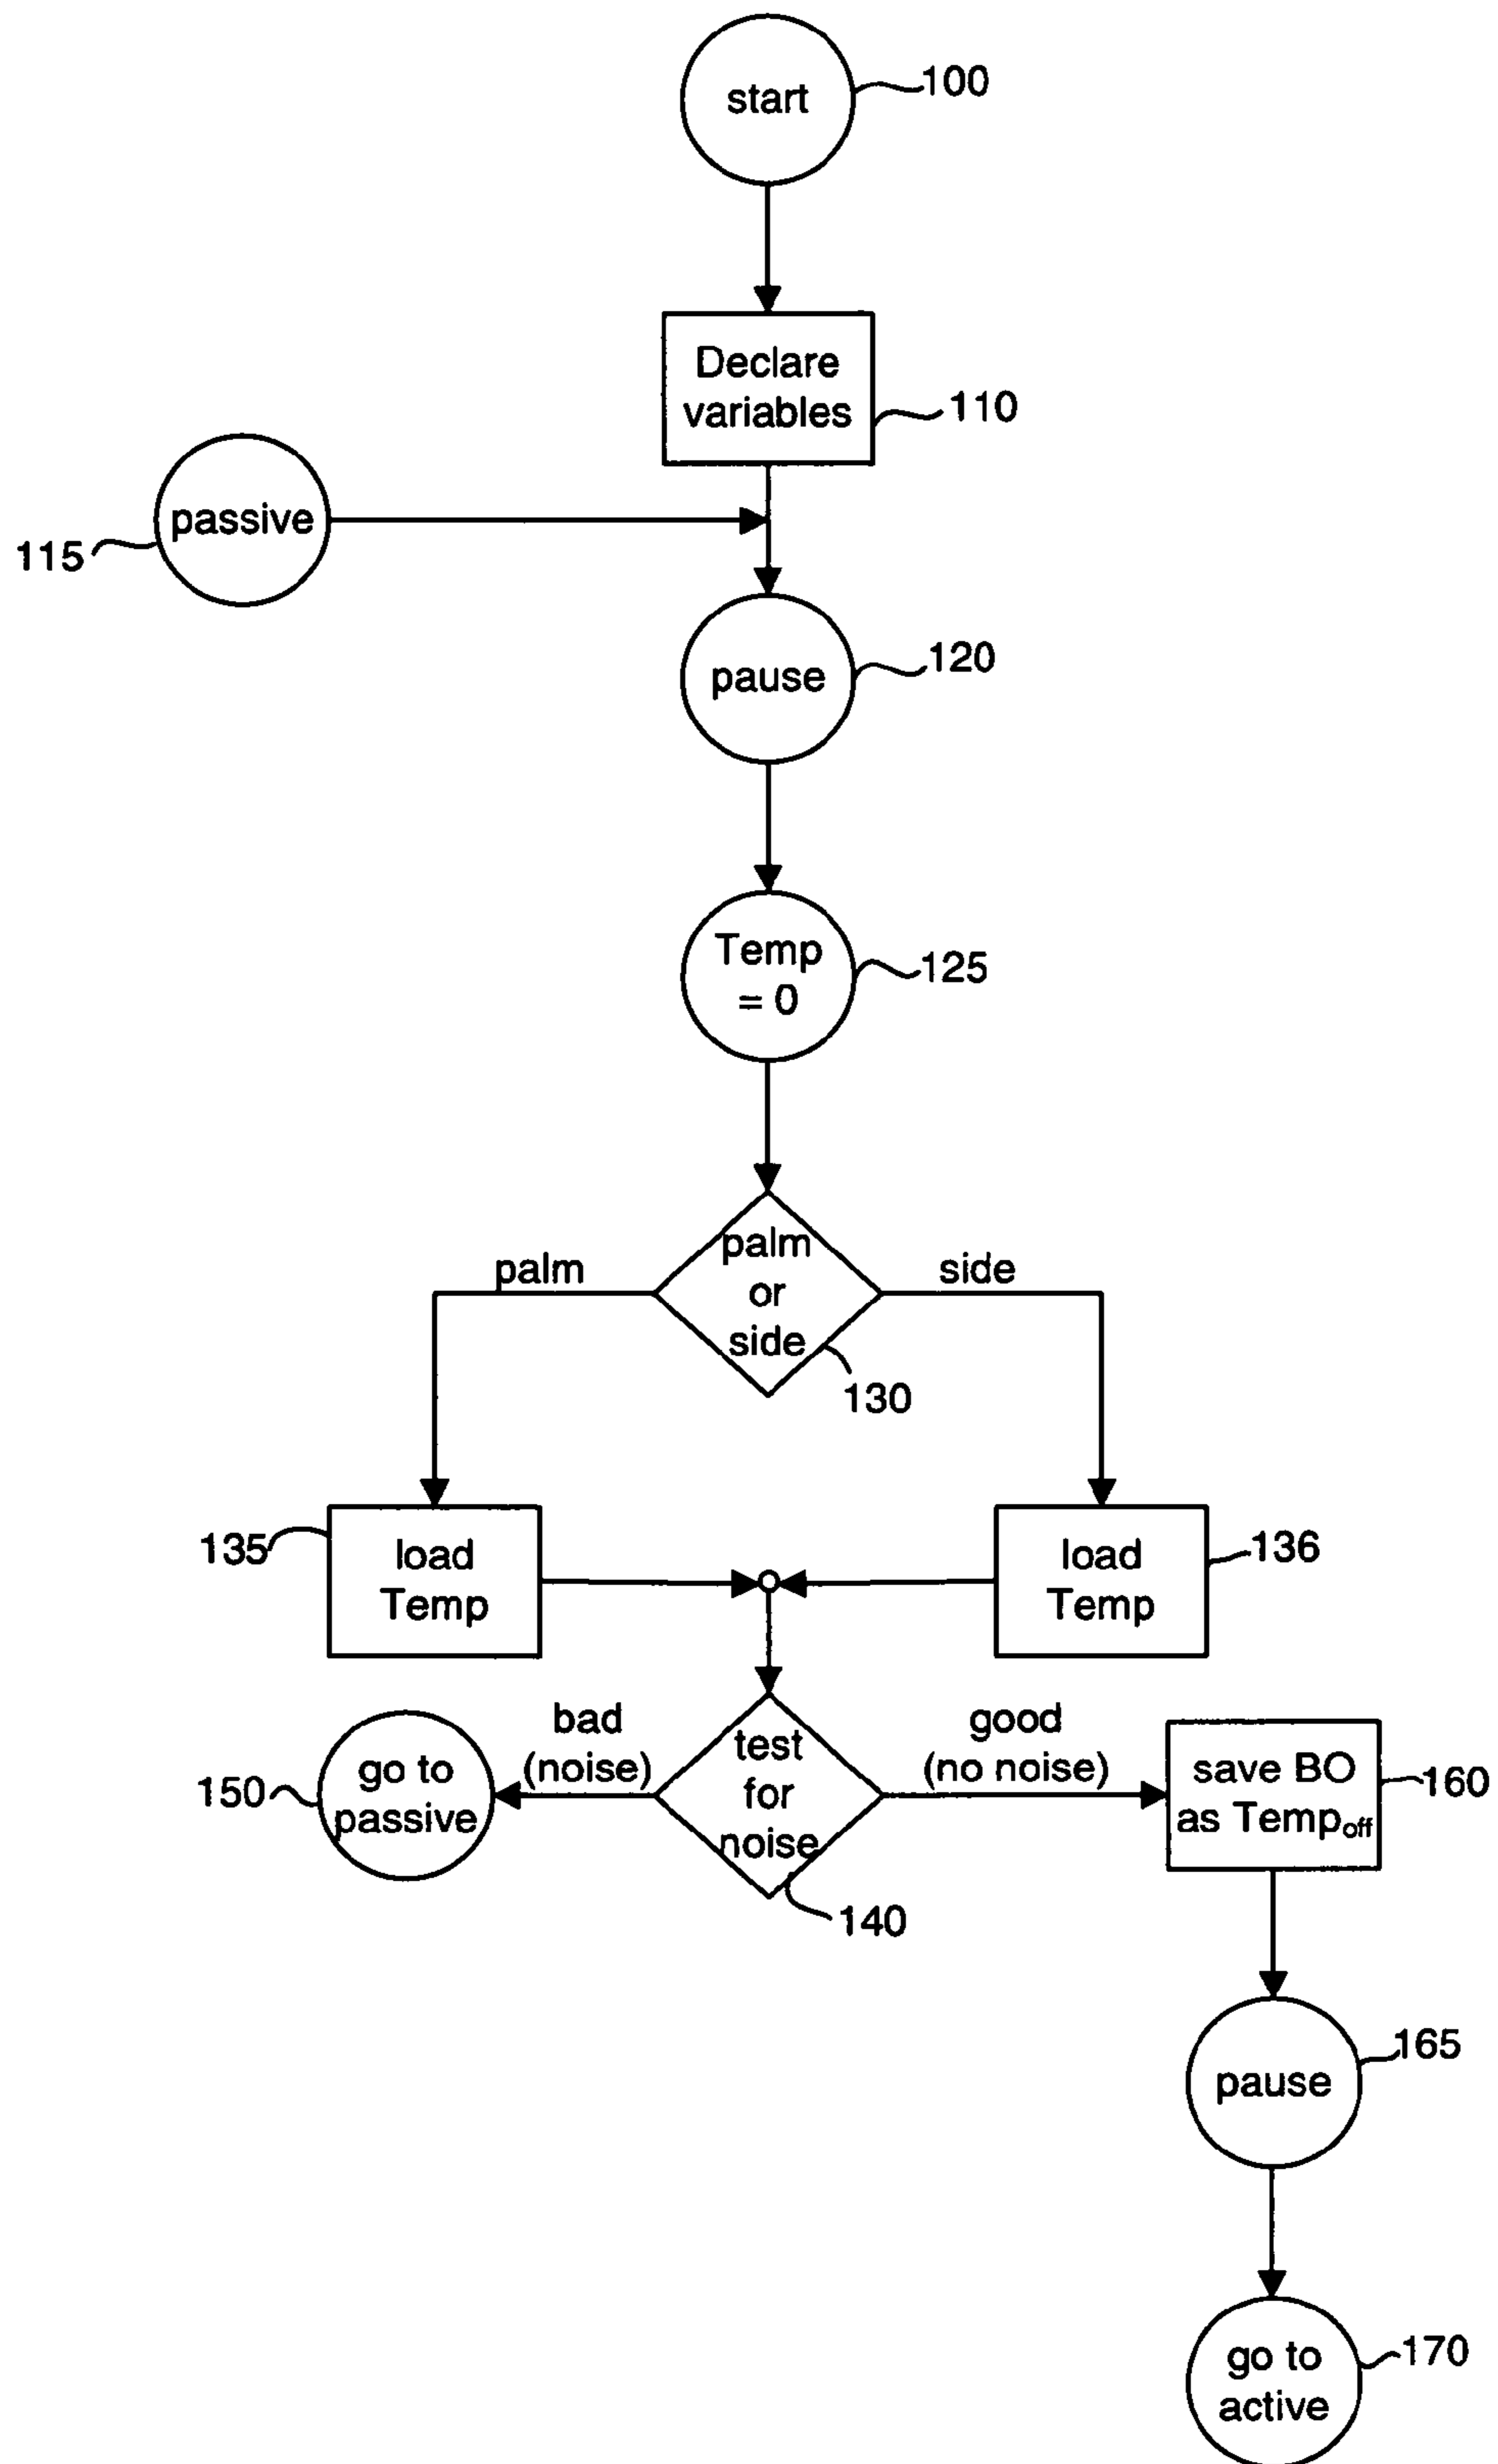 start
100
Declare
variables
110
passive
115
pause
120
Temp
= 0
125
palm
or
side
palm
side
130
135
load
Temp
load
Temp
136
150
go to
passive
bad
(noise)
test
for
noise
good
(no noise)
save BO
as Tempoff
160
140
pause
165
go to
active
170